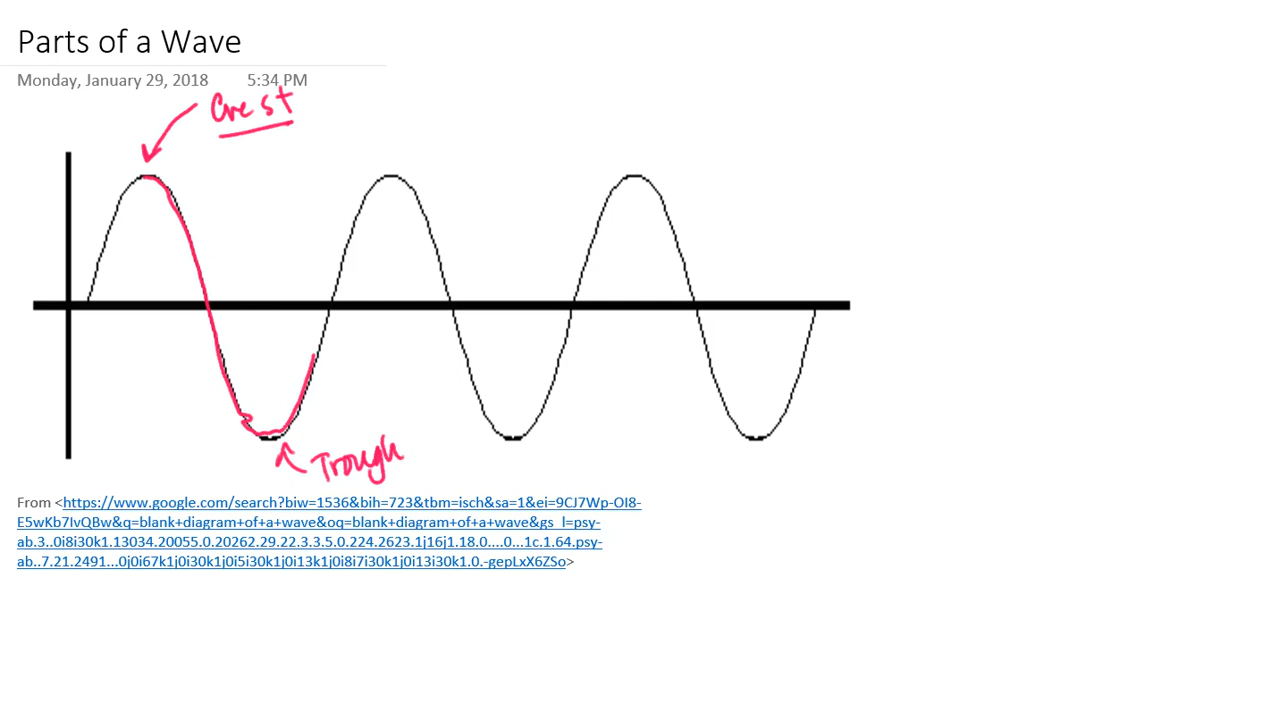 Parts of a Wave
Monday, January 29, 2018 5:34 PM
Crest
Trough
From <https://www.google.com/search?biw=1536&bih=723&tbm=isch&sa=1&ei=9CJ7Wp-OI8-
E5wKb7IvQBw&q=blank+diagram+of+a+wave&oq=blank+diagram+of+a+wave&gs_l=psy-
ab.3..0i8i30k1.13034.20055.0.20262.29.22.3.3.5.0.224.2623.1j16j1.18.0....0...1c.1.64.psy-
ab..7.21.2491...0j0i67k1j0i30k1j0i5i30k1j0i13k1j0i8i7i30k1j0i13i30k1.0.-gepLxX6ZSo>